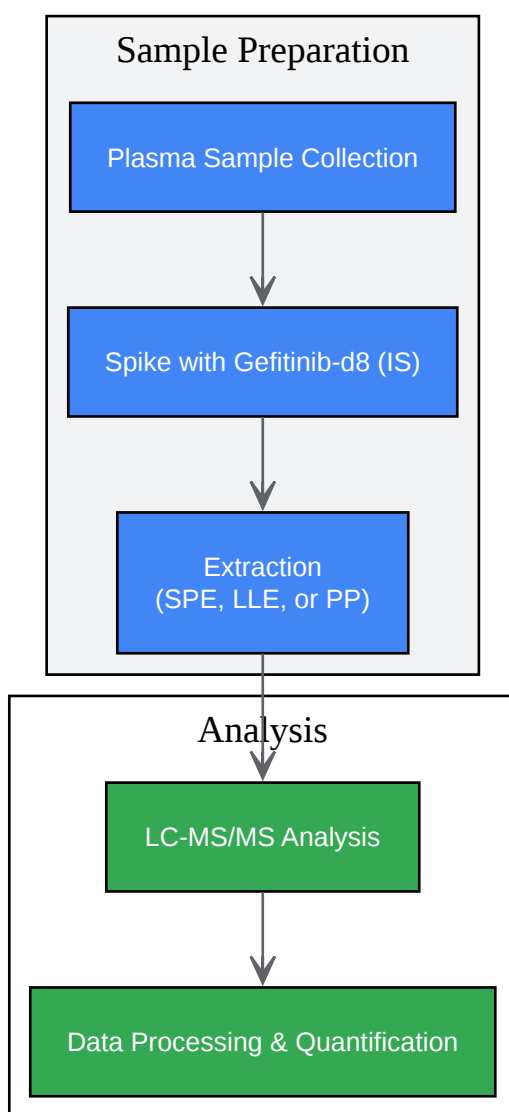 Sample Preparation
Plasma Sample Collection
Spike with Gefitinib-d8 (IS)
Extraction
(SPE, LLE, or PP)
Analysis
LC-MS/MS Analysis
Data Processing & Quantification